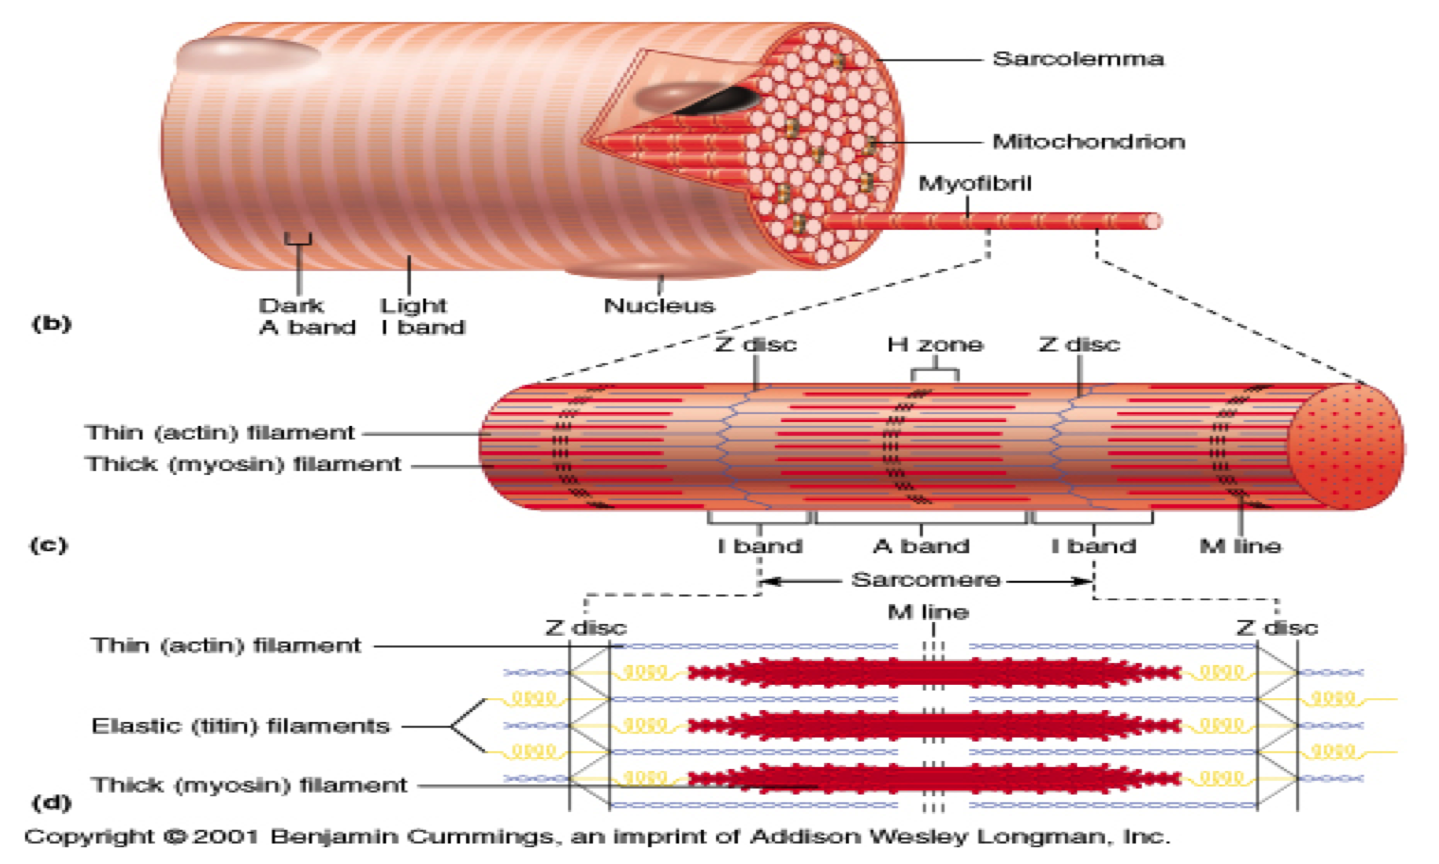 Sarcolemma
Mitochondrion
Myofibril
Dark
A band
Light
I band
Nucleus
(b)
Z disc
H zone
Z disc
Thin (actin) filament
Thick (myosin) filament
I band
A band
I band
M line
(c)
Sarcomere
M line
Z disc
Z disc
Thin (actin) filament
Elastic (titin) filaments
Thick (myosin) filament
(d)
Copyright © 2001 Benjamin Cummings, an imprint of Addison Wesley Longman, Inc.